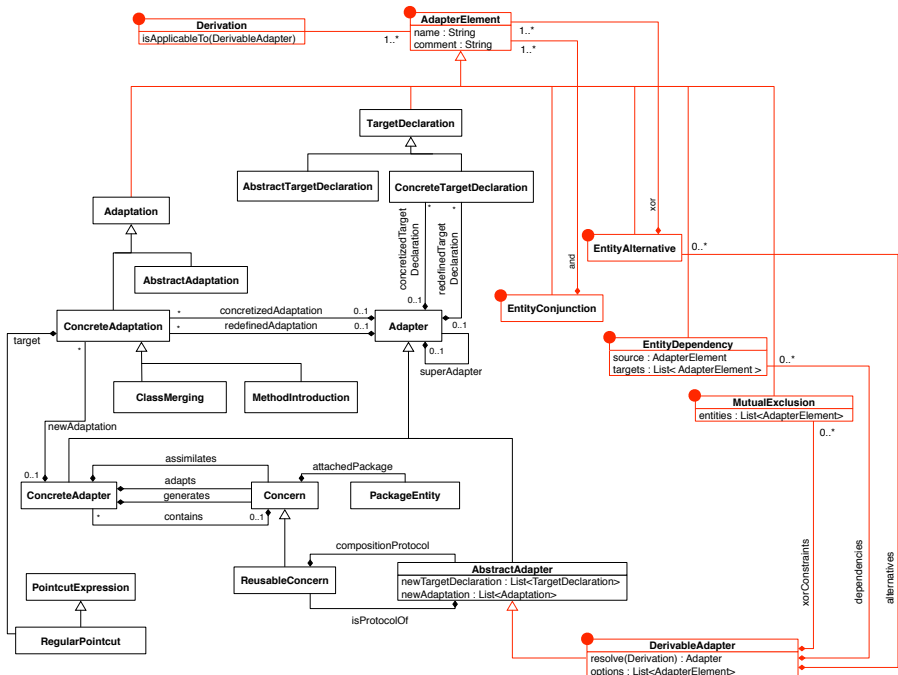 Derivation
isApplicableTo(DerivableAdapter)
1..*
AdapterElement
name : String
comment : String
1..*
1..*
TargetDeclaration
AbstractTargetDeclaration
ConcreteTargetDeclaration
Adaptation
AbstractAdaptation
concretizedTarget
Declaration
*
redefinedTarget
Declaration
*
xor
and
EntityAlternative
0..*
EntityConjunction
0..1
0..1
ConcreteAdaptation
*
concretizedAdaptation
0..1
*
redefinedAdaptation
0..1
Adapter
0..1
superAdapter
target
*
EntityDependency
source : AdapterElement
targets : List< AdapterElement >
0..*
ClassMerging
MethodIntroduction
MutualExclusion
entities : List<AdapterElement>
0..*
newAdaptation
0..1
assimilates
adapts
generates
contains
*
0..1
ConcreteAdapter
Concern
attachedPackage
PackageEntity
compositionProtocol
ReusableConcern
isProtocolOf
AbstractAdapter
newTargetDeclaration : List<TargetDeclaration>
newAdaptation : List<Adaptation>
xorConstraints
dependencies
alternatives
PointcutExpression
RegularPointcut
DerivableAdapter
resolve(Derivation) : Adapter
options : List<AdapterElement>